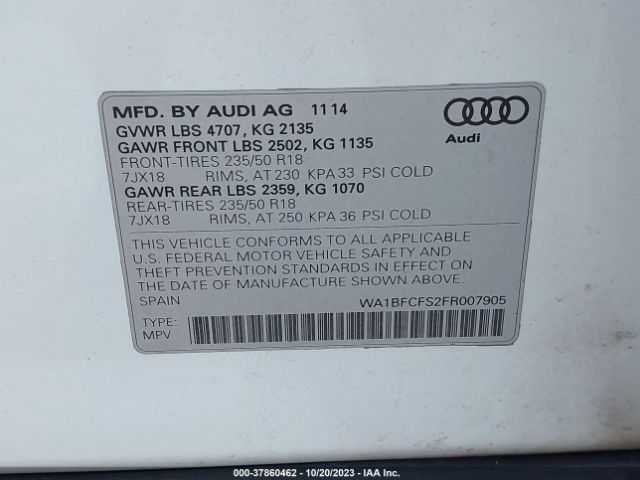 MFD. BY AUDI AG 11 14
GVWR LBS 4707, KG 2135
GAWR FRONT LBS 2502, KG 1135
FRONT-TIRES 235/50 R18
7JX18 RIMS, AT 230 KPA 33 PSI COLD
GAWR REAR LBS 2359, KG 1070
REAR-TIRES 235/50 R18
7JX18 RIMS, AT 250 KPA 36 PSI COLD
Audi
THIS VEHICLE CONFORMS TO ALL APPLICABLE
U.S. FEDERAL MOTOR VEHICLE SAFETY AND
THEFT PREVENTION STANDARDS IN EFFECT ON
THE DATE OF MANUFACTURE SHOWN ABOVE.
SPAIN WA1BFCFS2FR007905
TYPE:
MPV
000-37860462 - 10/20/2023 - IAA Inc.